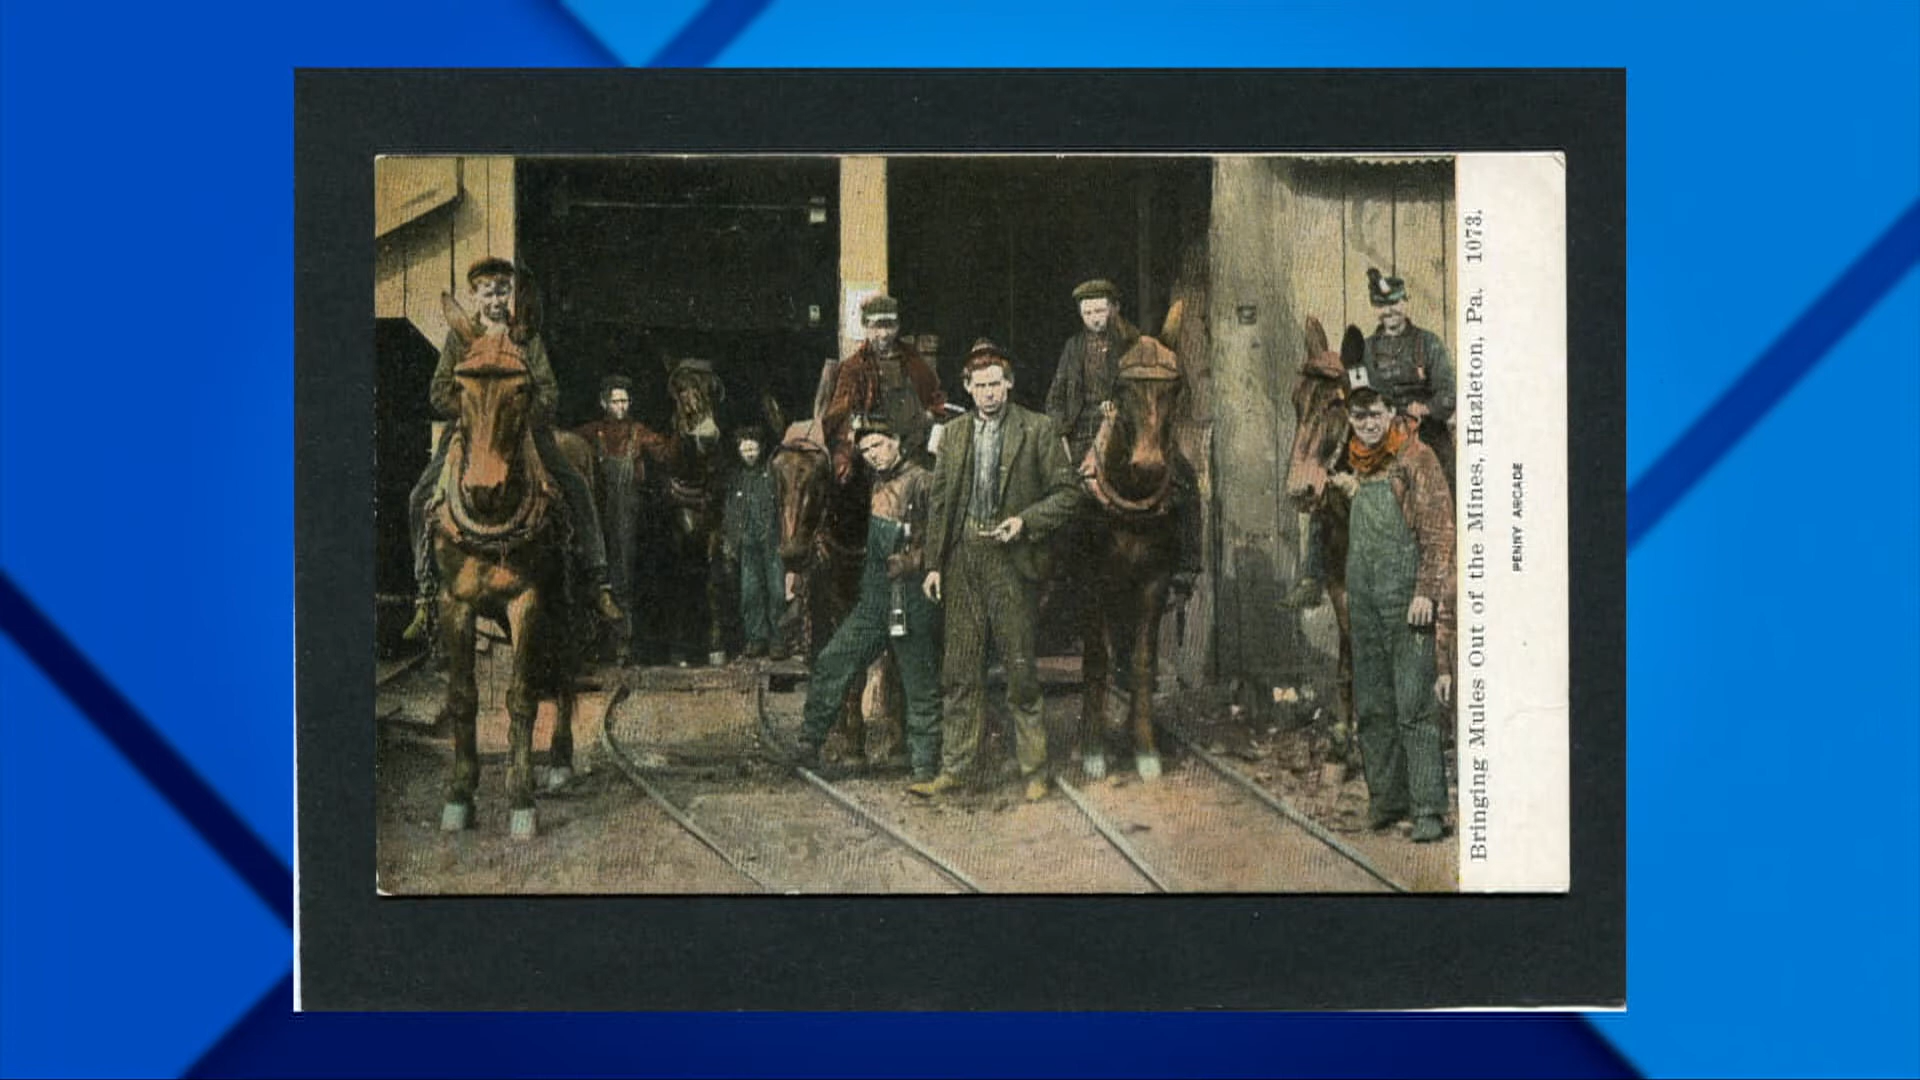 Bringing Mules Out of the Mines, Hazleton, Pa. 1073.
PENNY ARCADE